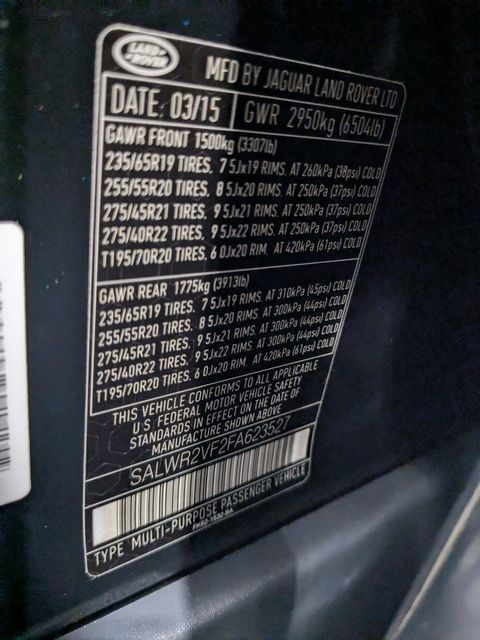 LAND-
ROVER
MFD BY JAGUAR LAND ROVER LTD
DATE: 03/15 GWR 2950kg (6504lb)
GAWR FRONT 1500kg (3307lb)
235/65R19 TIRES. 7 5Jx19 RIMS. AT 260kPa (38psi) COLD
255/55R20 TIRES. 8 5Jx20 RIMS. AT 250kPa (37psi) COLD
275/45R21 TIRES. 9 5Jx21 RIMS. AT 250kPa (37psi) COLD
275/40R22 TIRES. 9 5Jx22 RIMS. AT 250kPa (37psi) COLD
T195/70R20 TIRES. 6 0Jx20 RIM. AT 420kPa (61psi) COLD
GAWR REAR 1775kg (3913lb)
235/65R19 TIRES. 7 5Jx19 RIMS. AT 310kPa (45psi) COLD
255/55R20 TIRES. 8 5Jx20 RIMS. AT 300kPa (44psi) COLD
275/45R21 TIRES. 9 5Jx21 RIMS. AT 300kPa (44psi) COLD
275/40R22 TIRES. 9 5Jx22 RIMS. AT 300kPa (44psi) COLD
T195/70R20 TIRES. 6 0Jx20 RIM. AT 420kPa (61psi) COLD
THIS VEHICLE CONFORMS TO ALL APPLICABLE
U S FEDERAL MOTOR VEHICLE SAFETY
STANDARDS IN EFFECT ON THE DATE OF
MANUFACTURE SHOWN ABOVE
SALWR2VF2FA623527
TYPE MULTI-PURPOSE PASSENGER VEHICLE
FK62-1532-BA